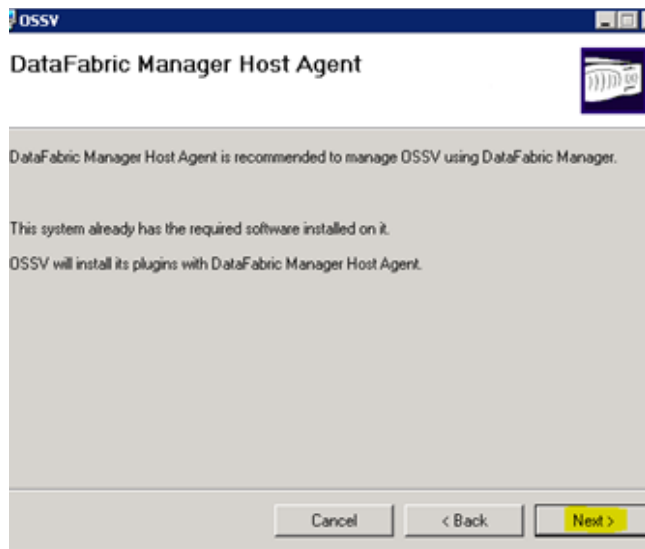 OSSV
DataFabric Manager Host Agent
DataFabric Manager Host Agent is recommended to manage OSSV using DataFabric Manager.
This system already has the required software installed on it.
OSSV will install its plugins with DataFabric Manager Host Agent.
Cancel
< Back
Next >